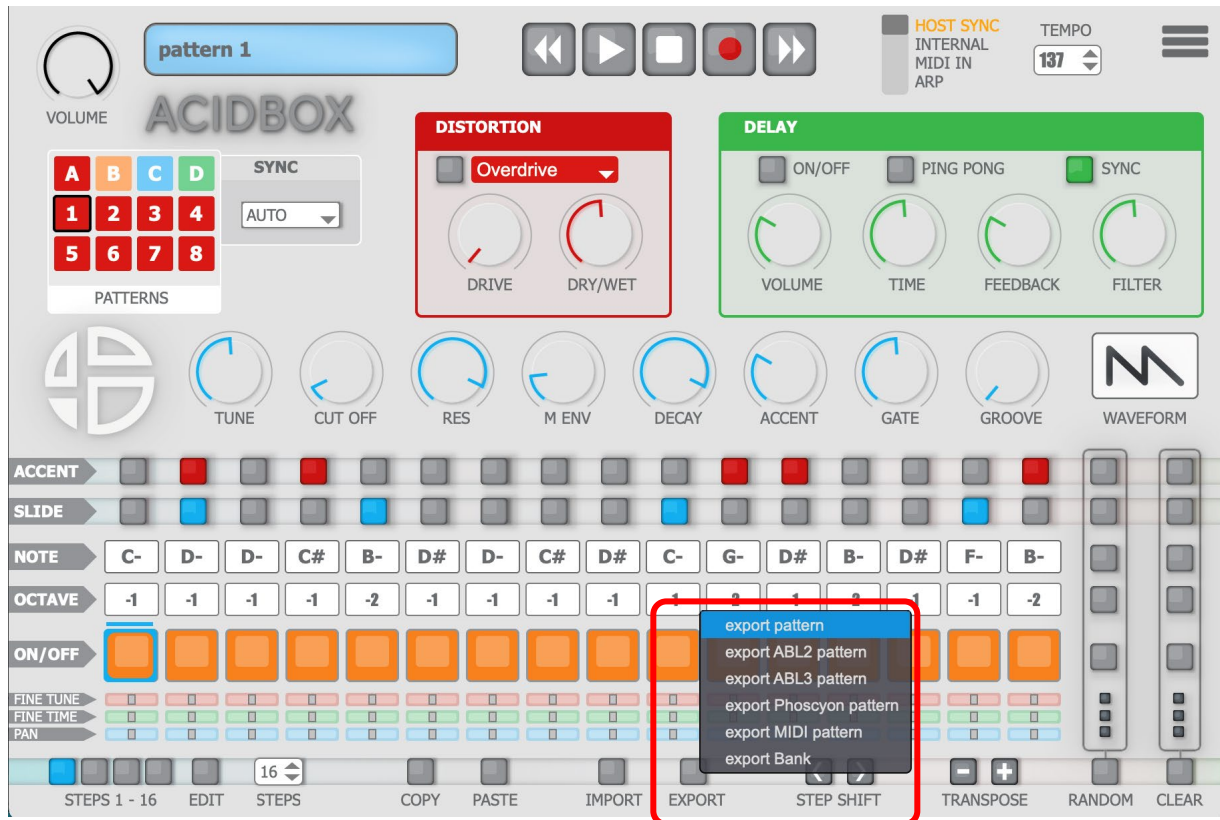 pattern 1
HOST SYNC
INTERNAL
MIDI IN
ARP
TEMPO
137
VOLUME
ACIDBOX
A B C D
1 2 3 4
5 6 7 8
PATTERNS
SYNC
AUTO
DISTORTION
Overdrive
DRIVE DRY/WET
DELAY
ON/OFF PING PONG SYNC
VOLUME TIME FEEDBACK FILTER
TUNE CUT OFF RES M ENV DECAY ACCENT GATE GROOVE WAVEFORM
ACCENT
SLIDE
NOTE C- D- D- C# B- D# D- C# D# C- G- D# B- D# F- B-
OCTAVE -1 -1 -1 -1 -2 -1 -1 -1 -1 -1 -2
ON/OFF
FINE TUNE
FINE TIME
PAN
export pattern
export ABL2 pattern
export ABL3 pattern
export Phoscyon pattern
export MIDI pattern
export Bank
16
STEPS 1 - 16 EDIT STEPS COPY PASTE IMPORT EXPORT STEP SHIFT TRANSPOSE RANDOM CLEAR